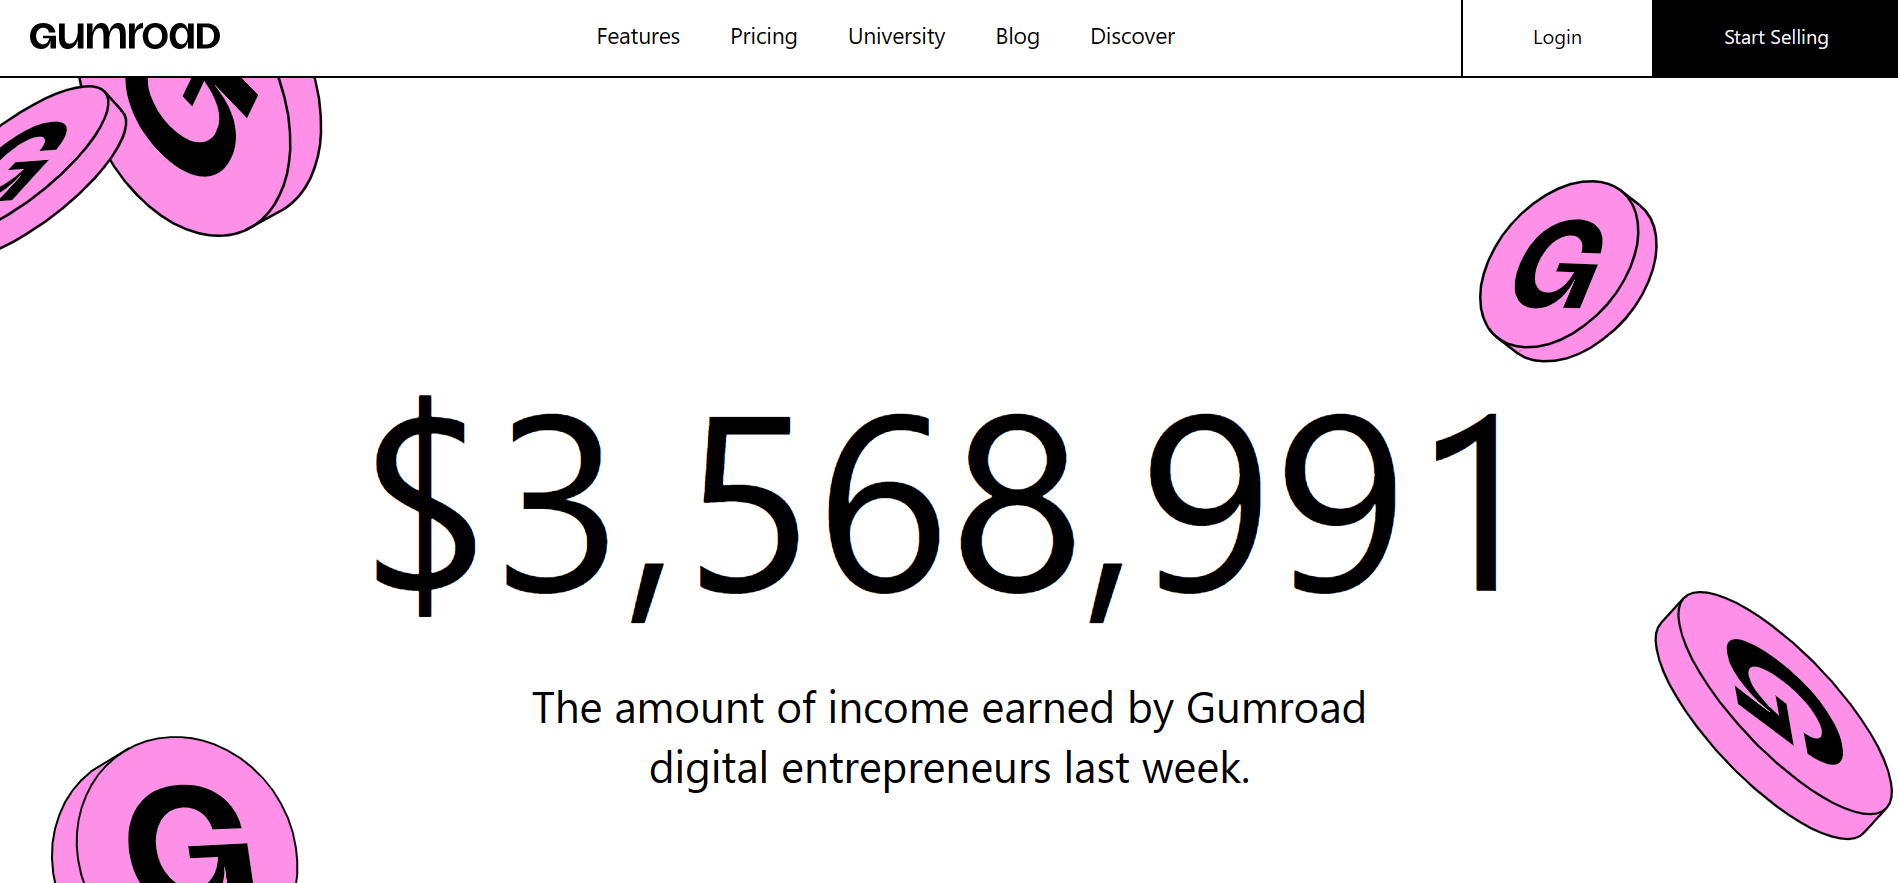 GUMROAD
Features Pricing University Blog Discover
Login
Start Selling
G
G
G
$3,568,991
The amount of income earned by Gumroad
digital entrepreneurs last week.
G
G